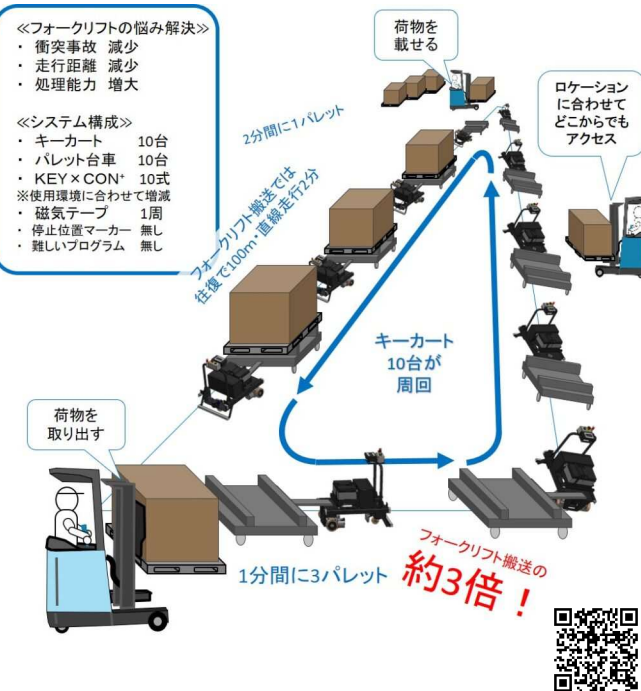 ≪フォークリフトの悩み解決≫
・ 衝突事故 減少
・ 走行距離 減少
・ 処理能力 増大
≪システム構成≫
・ キーカート 10台
・ パレット台車 10台
・ KEY×CON⁺ 10式
※使用環境に合わせて増減
・ 磁気テープ 1周
・ 停止位置マーカー 無し
・ 難しいプログラム 無し
荷物を
載せる
ロケーション
に合わせて
どこからでも
アクセス
2分間に1パレット
フォークリフト搬送では
往復で100m・直線走行2分
キーカート
10台が
周回
荷物を
取り出す
1分間に3パレット
フォークリフト搬送の
約3倍！